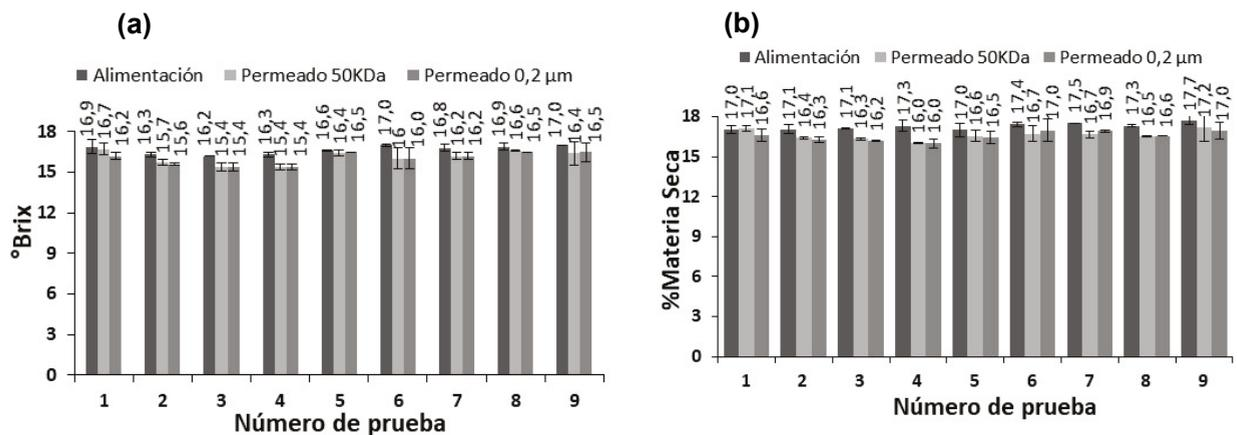 (a)
Alimentación Permeado 50KDa Permeado 0,2 µm
16,9 16,7 16,2 16,3 15,7 15,6 16,2 15,4 15,4 16,3 15,4 15,4 16,6 16,4 16,5 17,0 16 16,0 16,8 16,2 16,2 16,9 16,6 16,5 17,0 16,4 16,5
18
15
12
9
6
3
0
°Brix
1 2 3 4 5 6 7 8 9
Número de prueba
(b)
Alimentación Permeado 50KDa Permeado 0,2 µm
17,0 17,1 16,6 17,1 16,4 16,3 17,1 16,3 16,2 17,3 16,0 16,0 17,0 16,6 16,5 17,4 16,7 17,0 17,5 16,7 16,9 17,3 16,5 16,6 17,7 17,2 17,0
18
15
12
9
6
3
0
%Materia Seca
1 2 3 4 5 6 7 8 9
Número de prueba